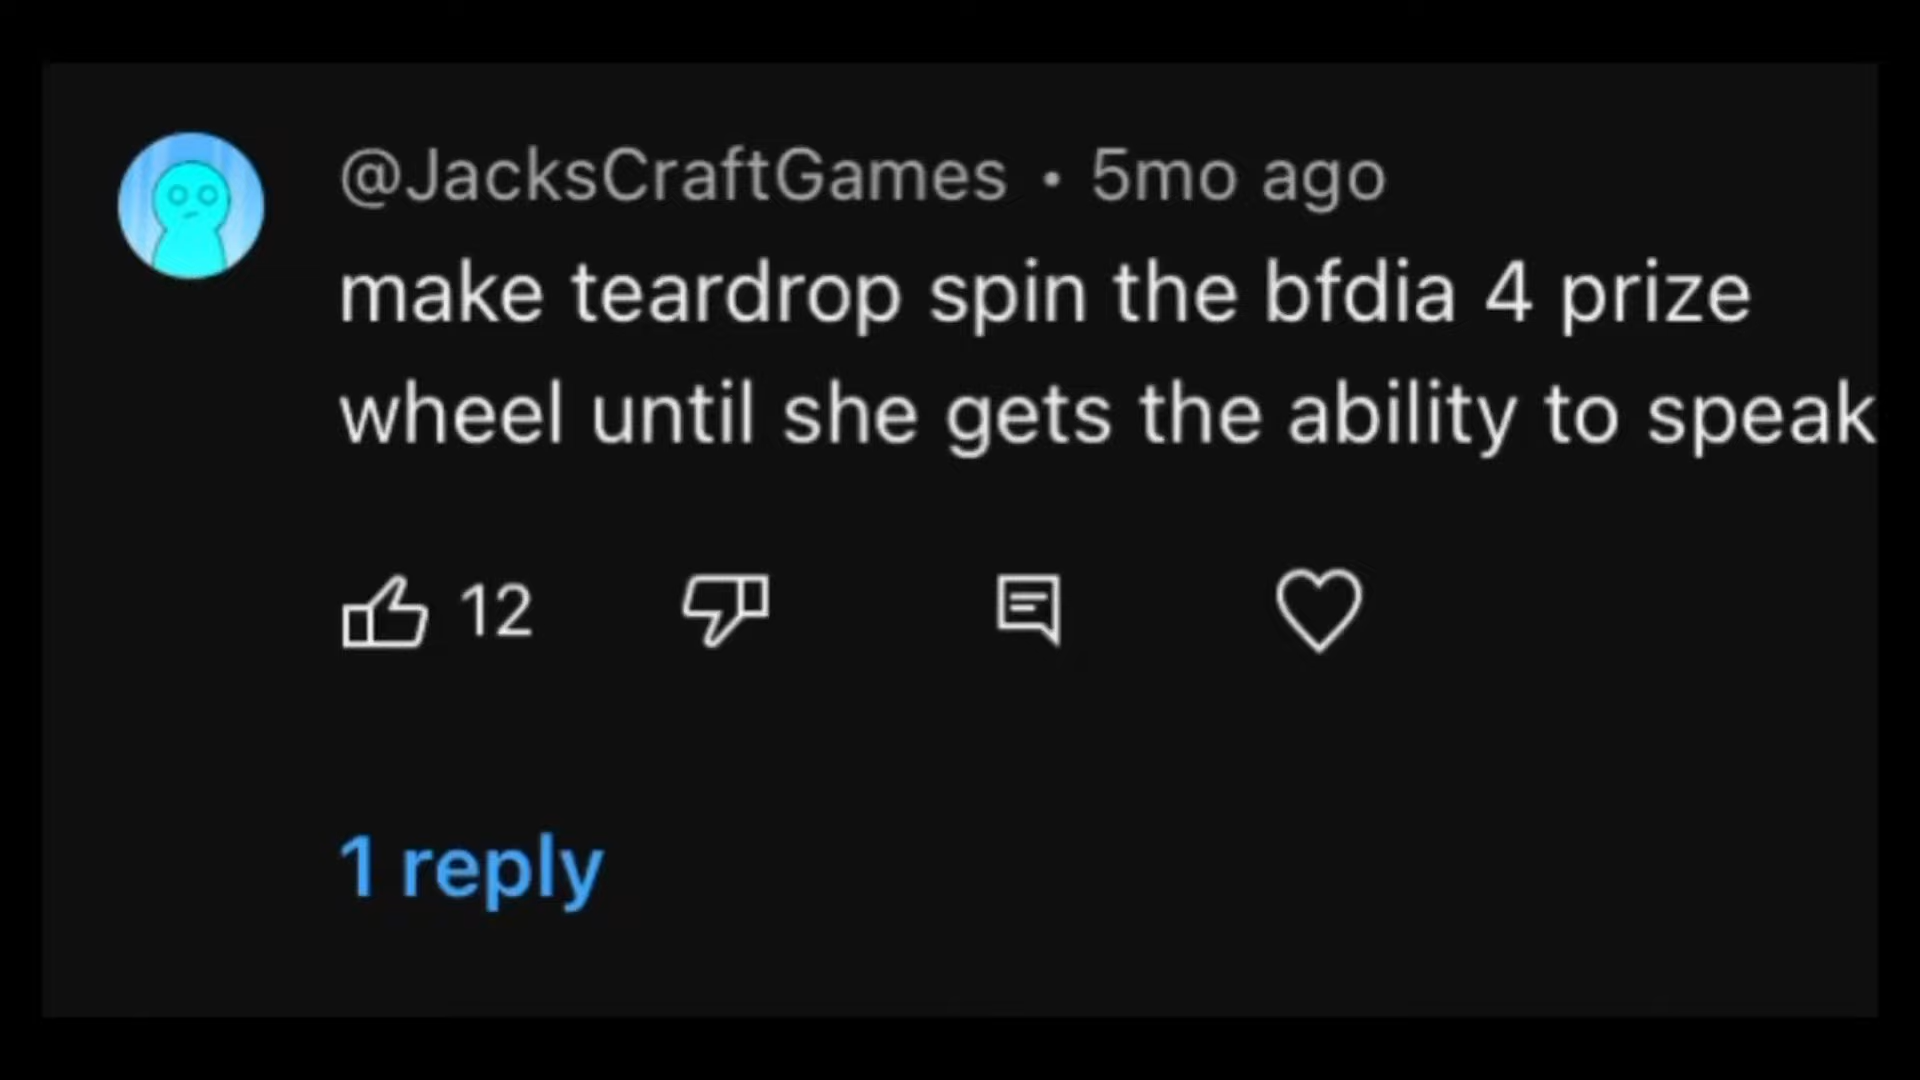 @JacksCraftGames • 5mo ago
make teardrop spin the bfdia 4 prize
wheel until she gets the ability to speak
12
1 reply